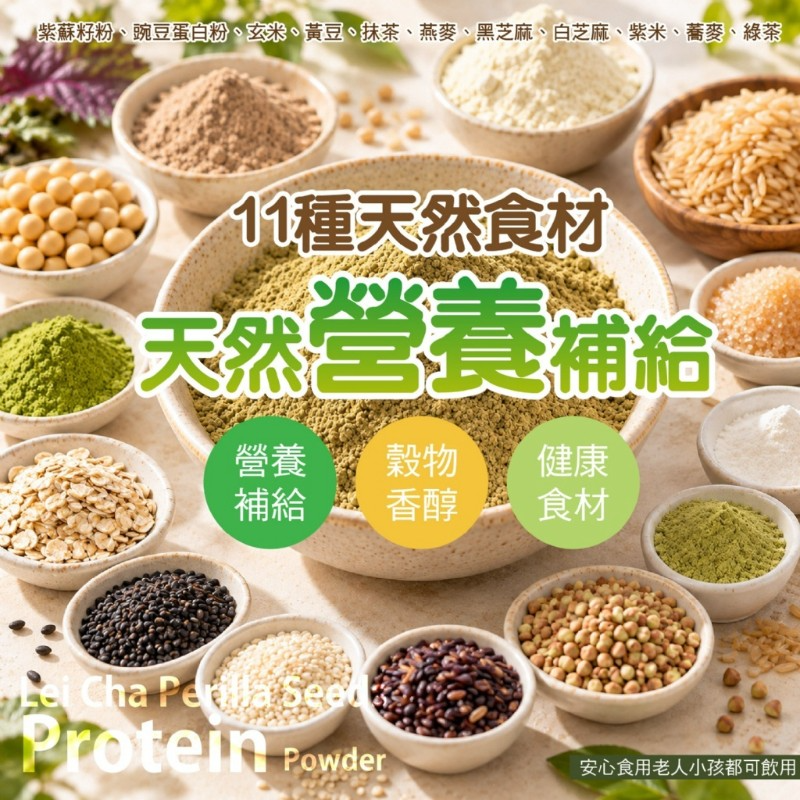 紫蘇籽粉、豌豆蛋白粉、玄米、黃豆、抹茶、燕麥、黑芝麻、白芝麻、紫米、蕎麥、綠茶
11種天然食材
天然營養補給
營養
補給
穀物
香醇
健康
食材
Lei Cha Perilla Seed
Protein Powder
安心食用老人小孩都可飲用